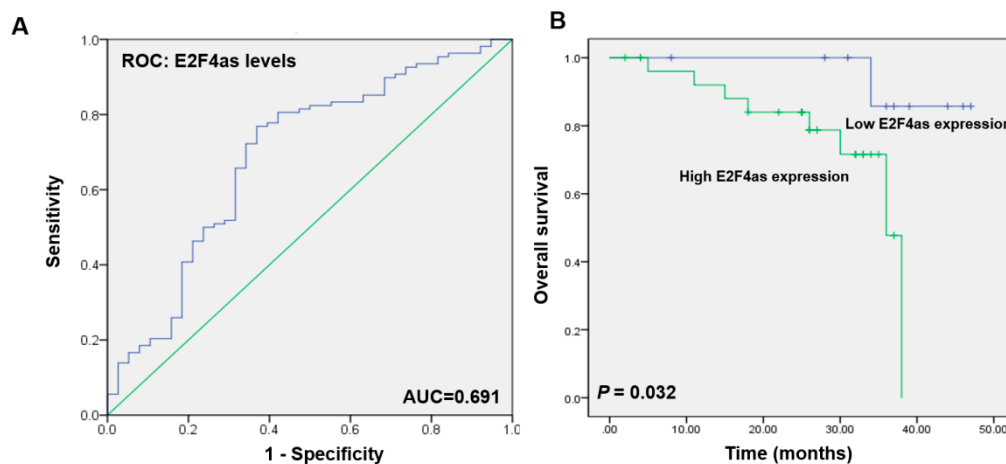 A
ROC: E2F4as levels
1.0
0.8
0.6
0.4
0.2
0.0
Sensitivity
AUC=0.691
0.0
0.2
0.4
0.6
0.8
1.0
1 - Specificity
B
1.0
0.8
0.6
0.4
0.2
0.0
Overall survival
Low E2F4as expression
High E2F4as expression
P = 0.032
.00
10.00
20.00
30.00
40.00
50.00
Time (months)